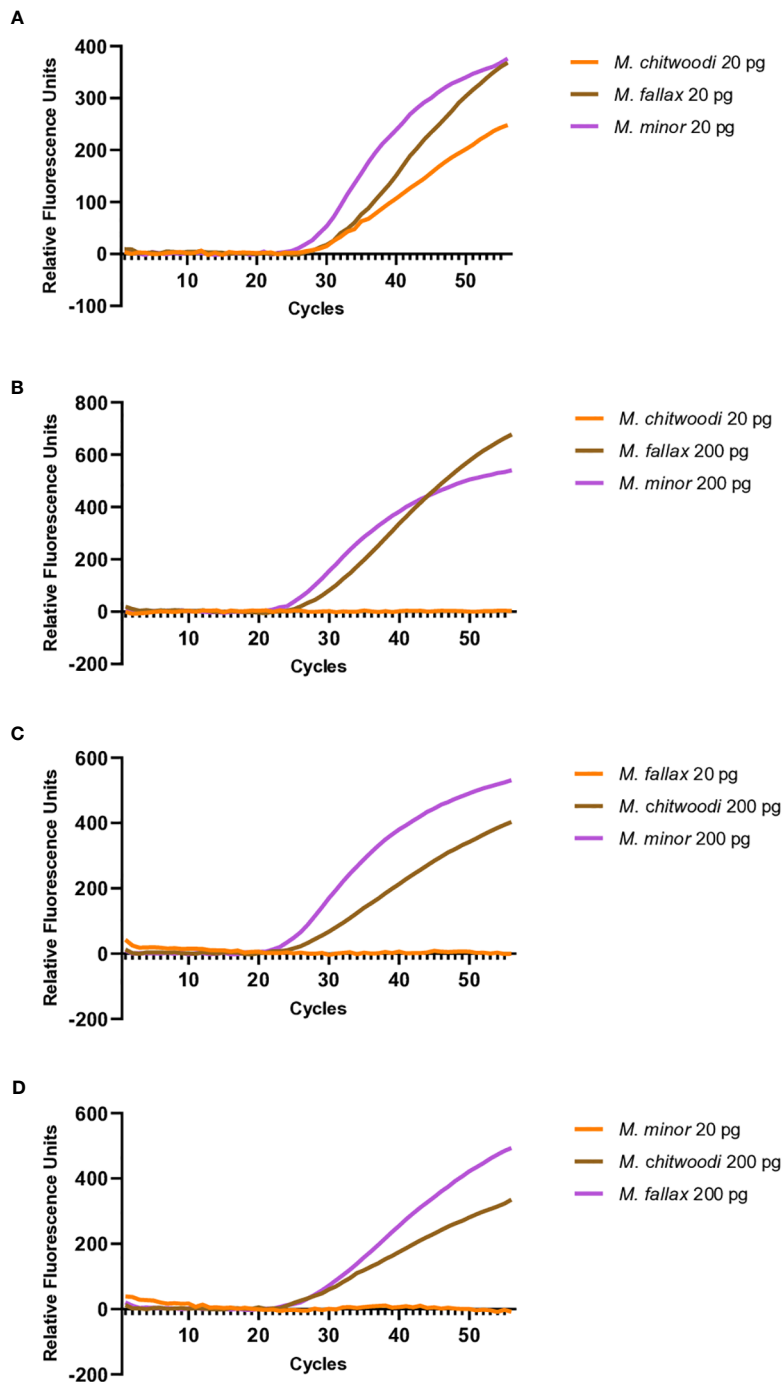 A
400
300
200
100
0
-100
Relative Fluorescence Units
10 20 30 40 50
Cycles
M. chitwoodi 20 pg
M. fallax 20 pg
M. minor 20 pg
B
800
600
400
200
0
-200
Relative Fluorescence Units
10 20 30 40 50
Cycles
M. chitwoodi 20 pg
M. fallax 200 pg
M. minor 200 pg
C
600
400
200
0
-200
Relative Fluorescence Units
10 20 30 40 50
Cycles
M. fallax 20 pg
M. chitwoodi 200 pg
M. minor 200 pg
D
600
400
200
0
-200
Relative Fluorescence Units
10 20 30 40 50
Cycles
M. minor 20 pg
M. chitwoodi 200 pg
M. fallax 200 pg